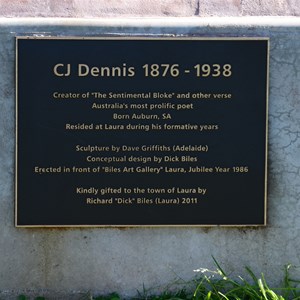 CJ Dennis 1876 - 1938
Creator of "The Sentimental Bloke" and other verse
Australia's most prolific poet
Born Auburn, SA
Resided at Laura during his formative years
Sculpture by Dave Griffiths (Adelaide)
Conceptual design by Dick Biles
Erected in front of "Biles Art Gallery" Laura, Jubilee Year 1986
Kindly gifted to the town of Laura by
Richard "Dick" Biles (Laura) 2011